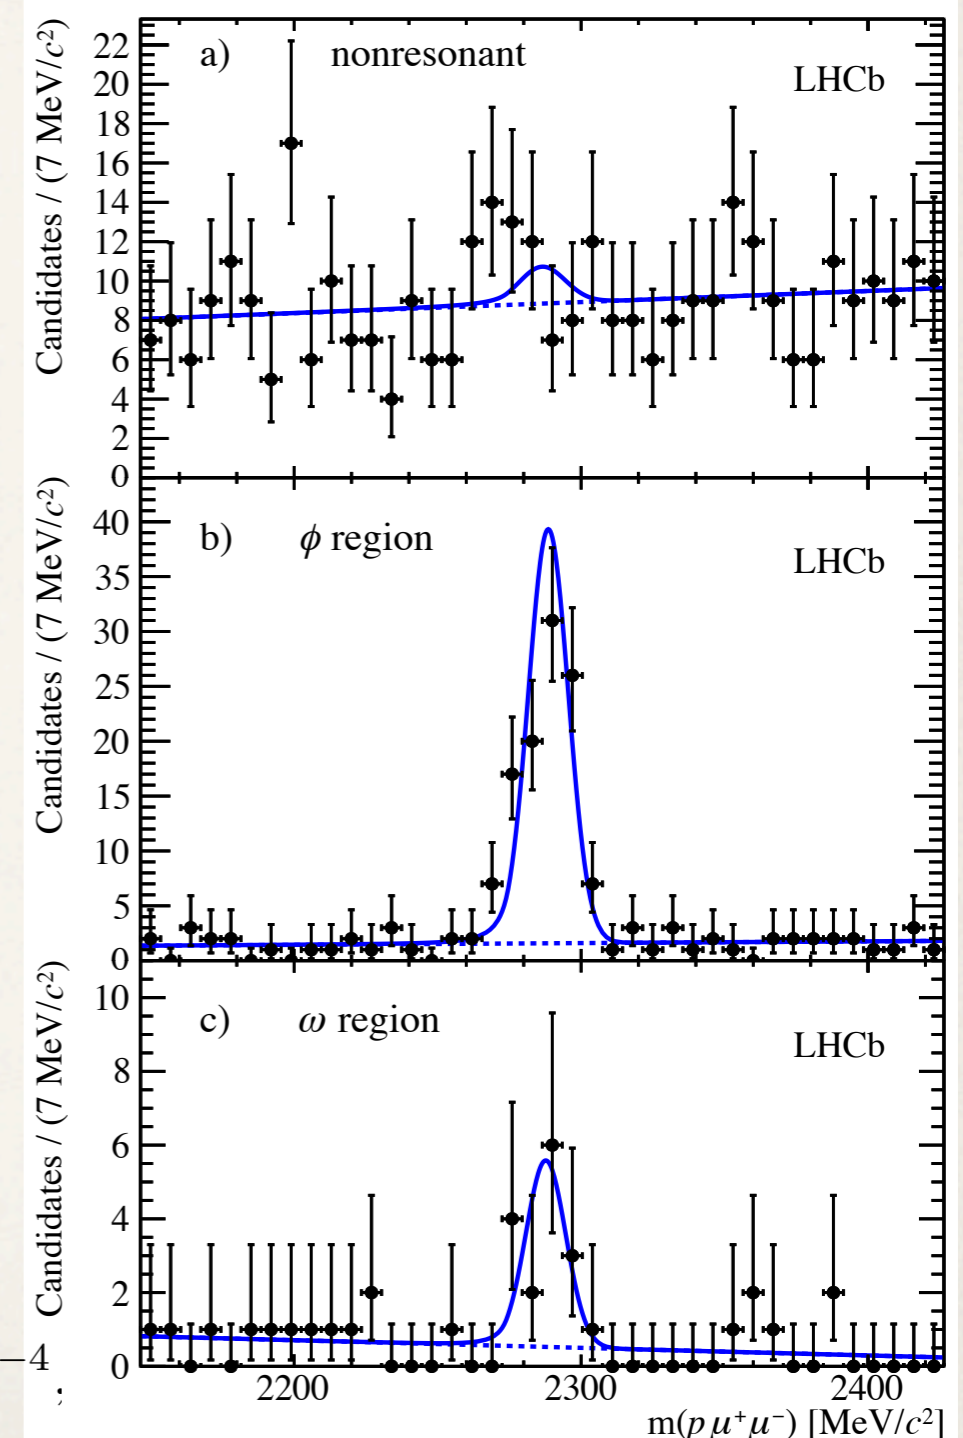 Candidates / (7 MeV/c²)
a) nonresonant
LHCb
22
20
18
16
14
12
10
8
6
4
2
0
Candidates / (7 MeV/c²)
b) ϕ region
LHCb
40
35
30
25
20
15
10
5
0
Candidates / (7 MeV/c²)
c) ω region
LHCb
10
8
6
4
2
0
−4
2200 2300 2400
m(p μ⁺μ⁻) [MeV/c²]